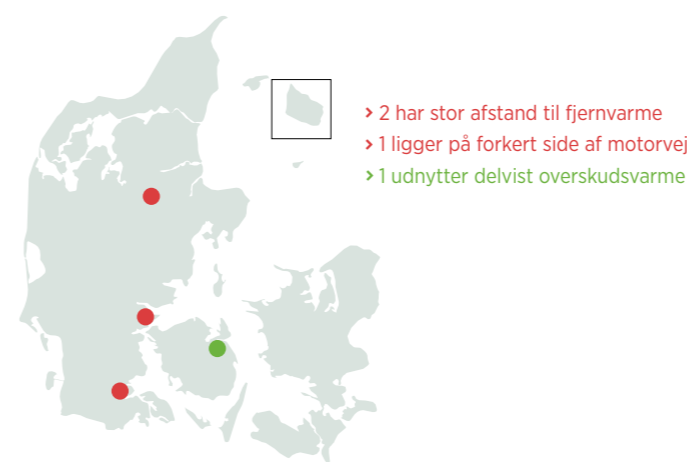 › 2 har stor afstand til fjernvarme
› 1 ligger på forkert side af motorvej
› 1 udnytter delvist overskudsvarme